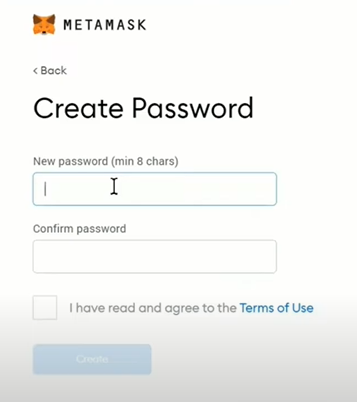 METAMASK
< Back
Create Password
New password (min 8 chars)
Confirm password
I have read and agree to the Terms of Use
Create